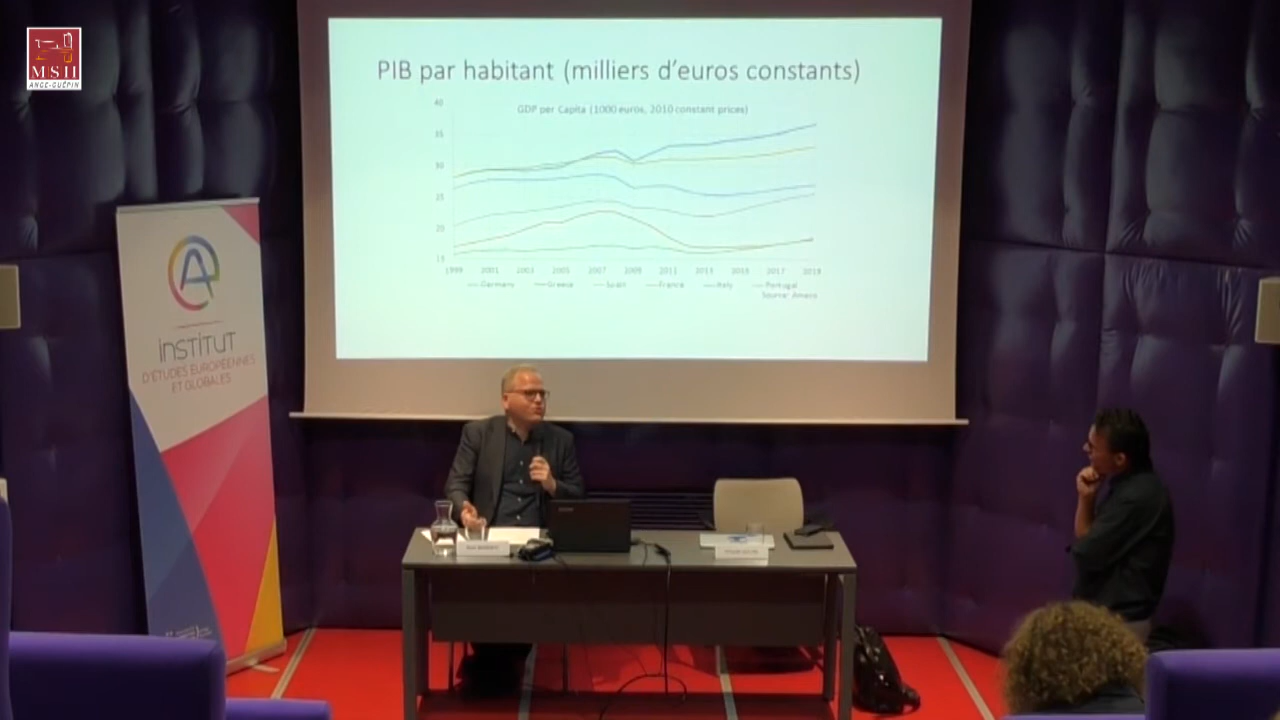 MSH
ANGE-GUÉPIN
PIB par habitant (milliers d'euros constants)
GDP per Capita (1000 euros, 2010 constant prices)
40
35
30
25
20
15
1999 2001 2003 2005 2007 2009 2011 2013 2015 2017 2019
Germany Greece Spain France Italy Portugal
Source: Ameco
A
iNSTiTUT
D'ÉTUDES EUROPÉENNES
ET GLOBALES